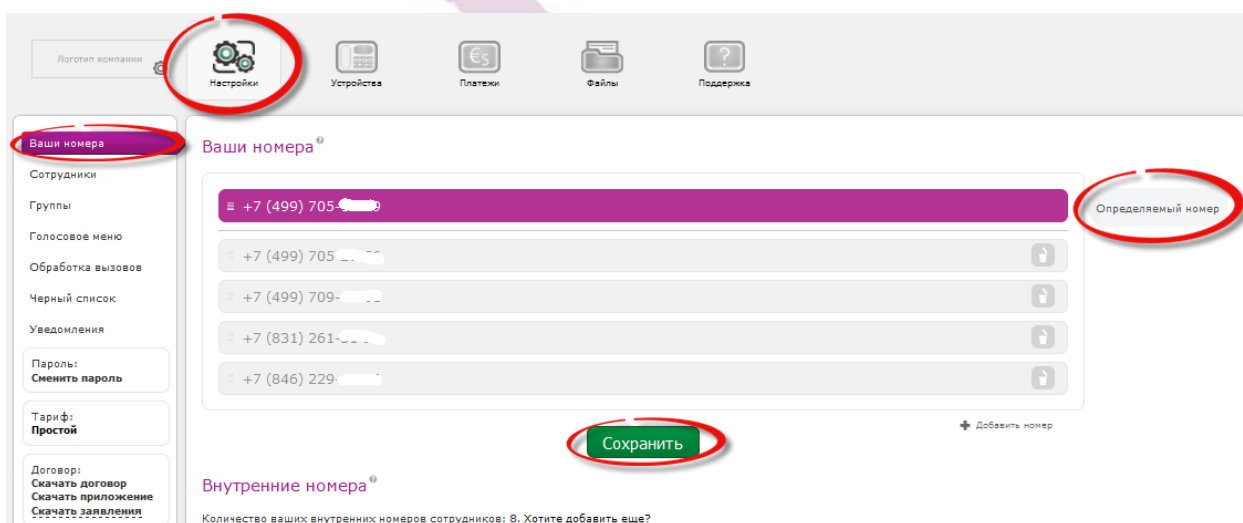 Логотип компании
Настройки
Устройства
Платежи
Файлы
Поддержка
Ваши номера
Сотрудники
Группы
Голосовое меню
Обработка вызовов
Черный список
Уведомления
Пароль:
Сменить пароль
Тариф:
Простой
Договор:
Скачать договор
Скачать приложение
Скачать заявления
Ваши номера
+7 (499) 705-
Определяемый номер
+7 (499) 705
+7 (499) 709-
+7 (831) 261-
+7 (846) 229-
Добавить номер
Сохранить
Внутренние номера
Количество ваших внутренних номеров сотрудников: 8. Хотите добавить еще?